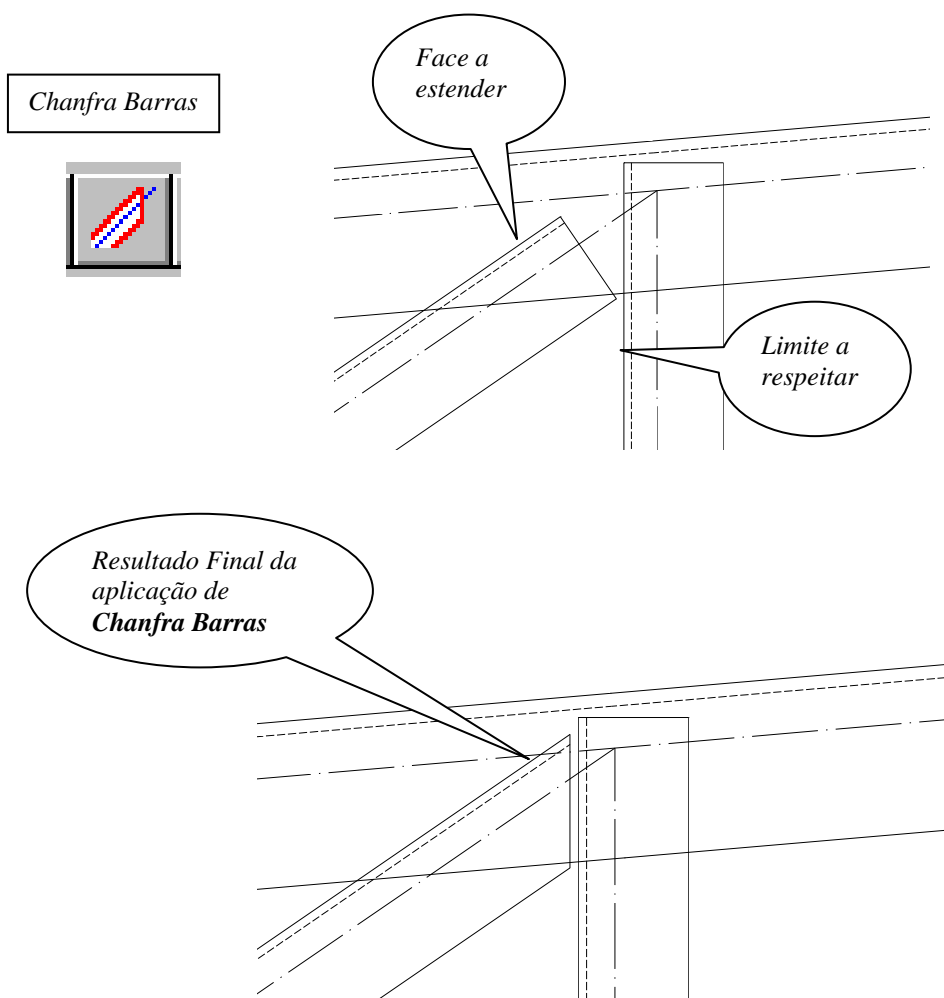 Chanfra Barras
Face a
estender
Limite a
respeitar
Resultado Final da
aplicação de
Chanfra Barras